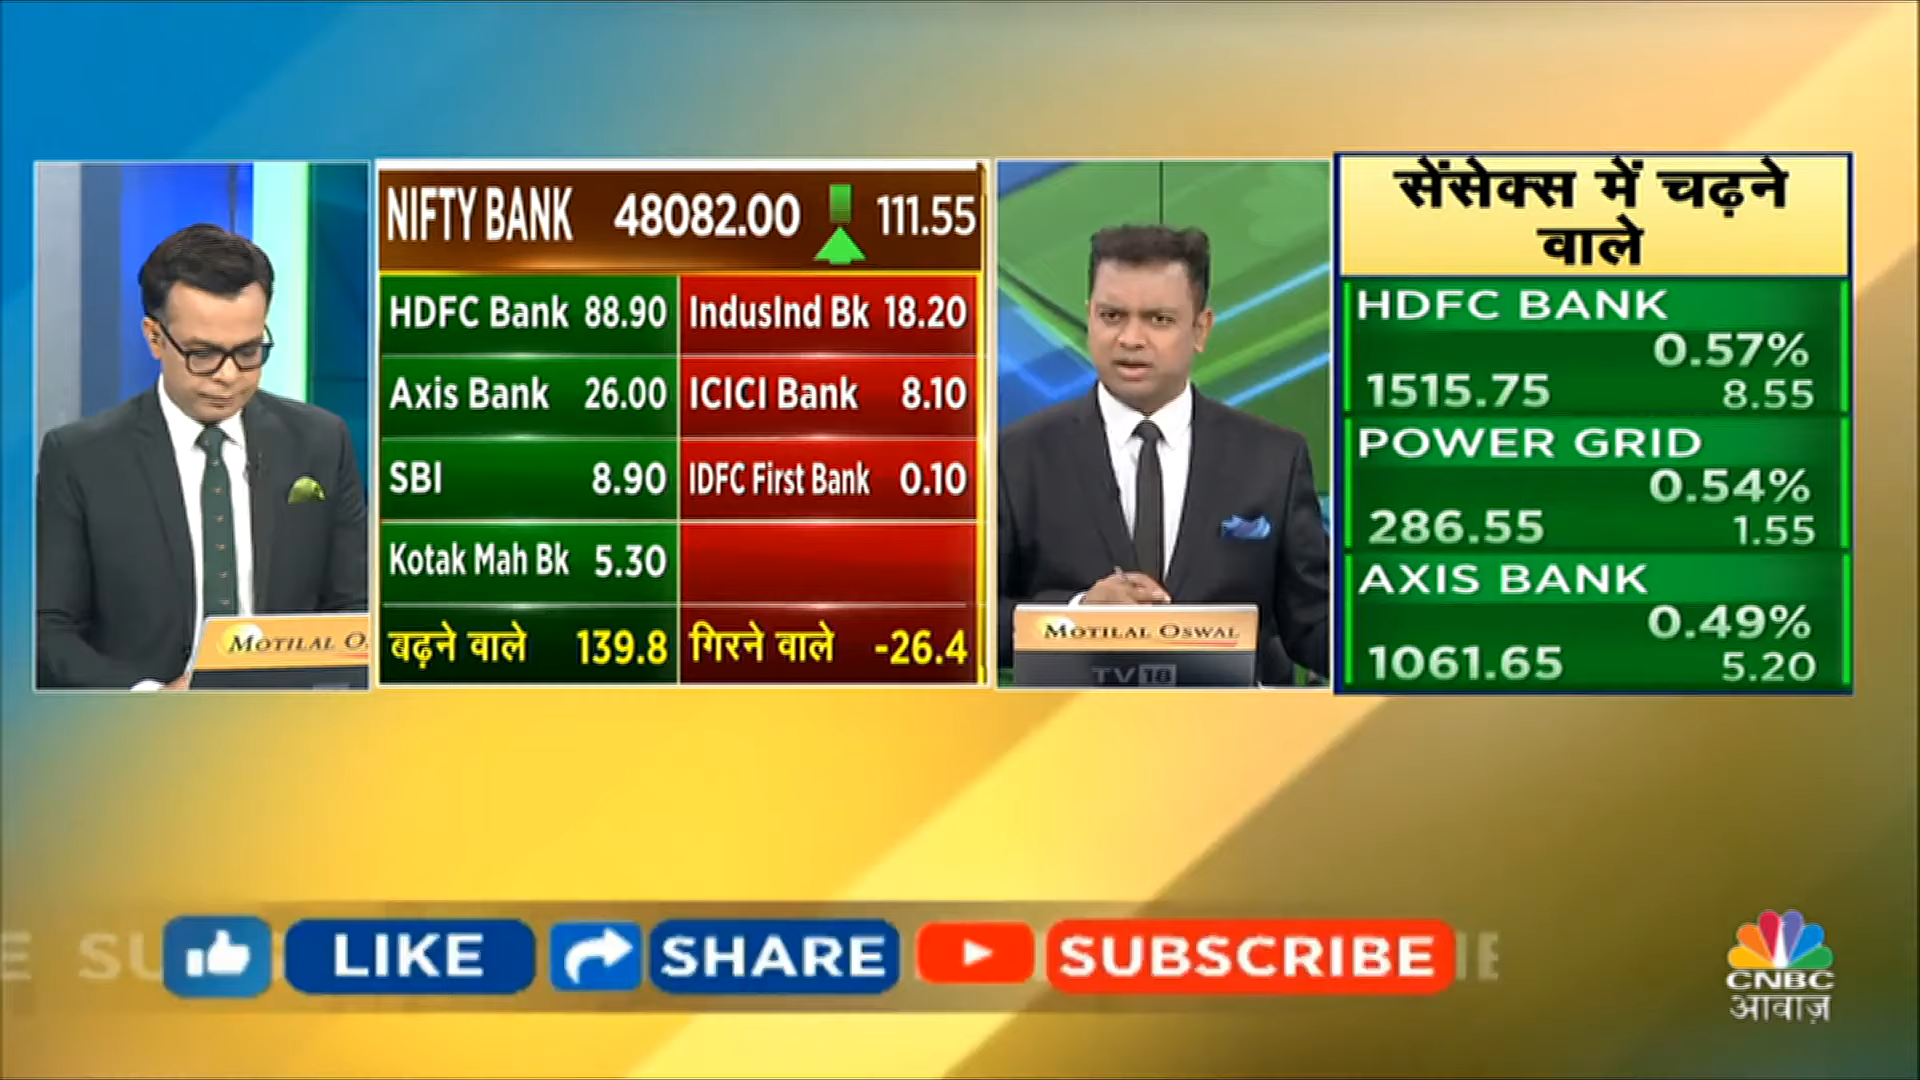 NIFTY BANK 48082.00 111.55
HDFC Bank 88.90 IndusInd Bk 18.20
Axis Bank 26.00 ICICI Bank 8.10
SBI 8.90 IDFC First Bank 0.10
Kotak Mah Bk 5.30
बढ़ने वाले 139.8 गिरने वाले -26.4
MOTILAL O
MOTILAL OSWAL
TV18
सेंसेक्स में चढ़ने
वाले
HDFC BANK
0.57%
1515.75 8.55
POWER GRID
0.54%
286.55 1.55
AXIS BANK
0.49%
1061.65 5.20
LIKE SHARE SUBSCRIBE
CNBC
आवाज़